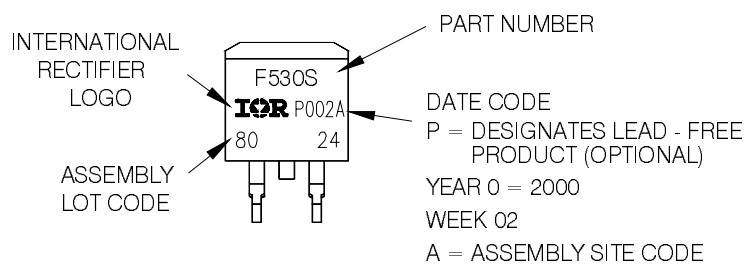 PART NUMBER
INTERNATIONAL
RECTIFIER
LOGO
F530S
IOR P002A
80 24
ASSEMBLY
LOT CODE
DATE CODE
P = DESIGNATES LEAD - FREE
PRODUCT (OPTIONAL)
YEAR 0 = 2000
WEEK 02
A = ASSEMBLY SITE CODE